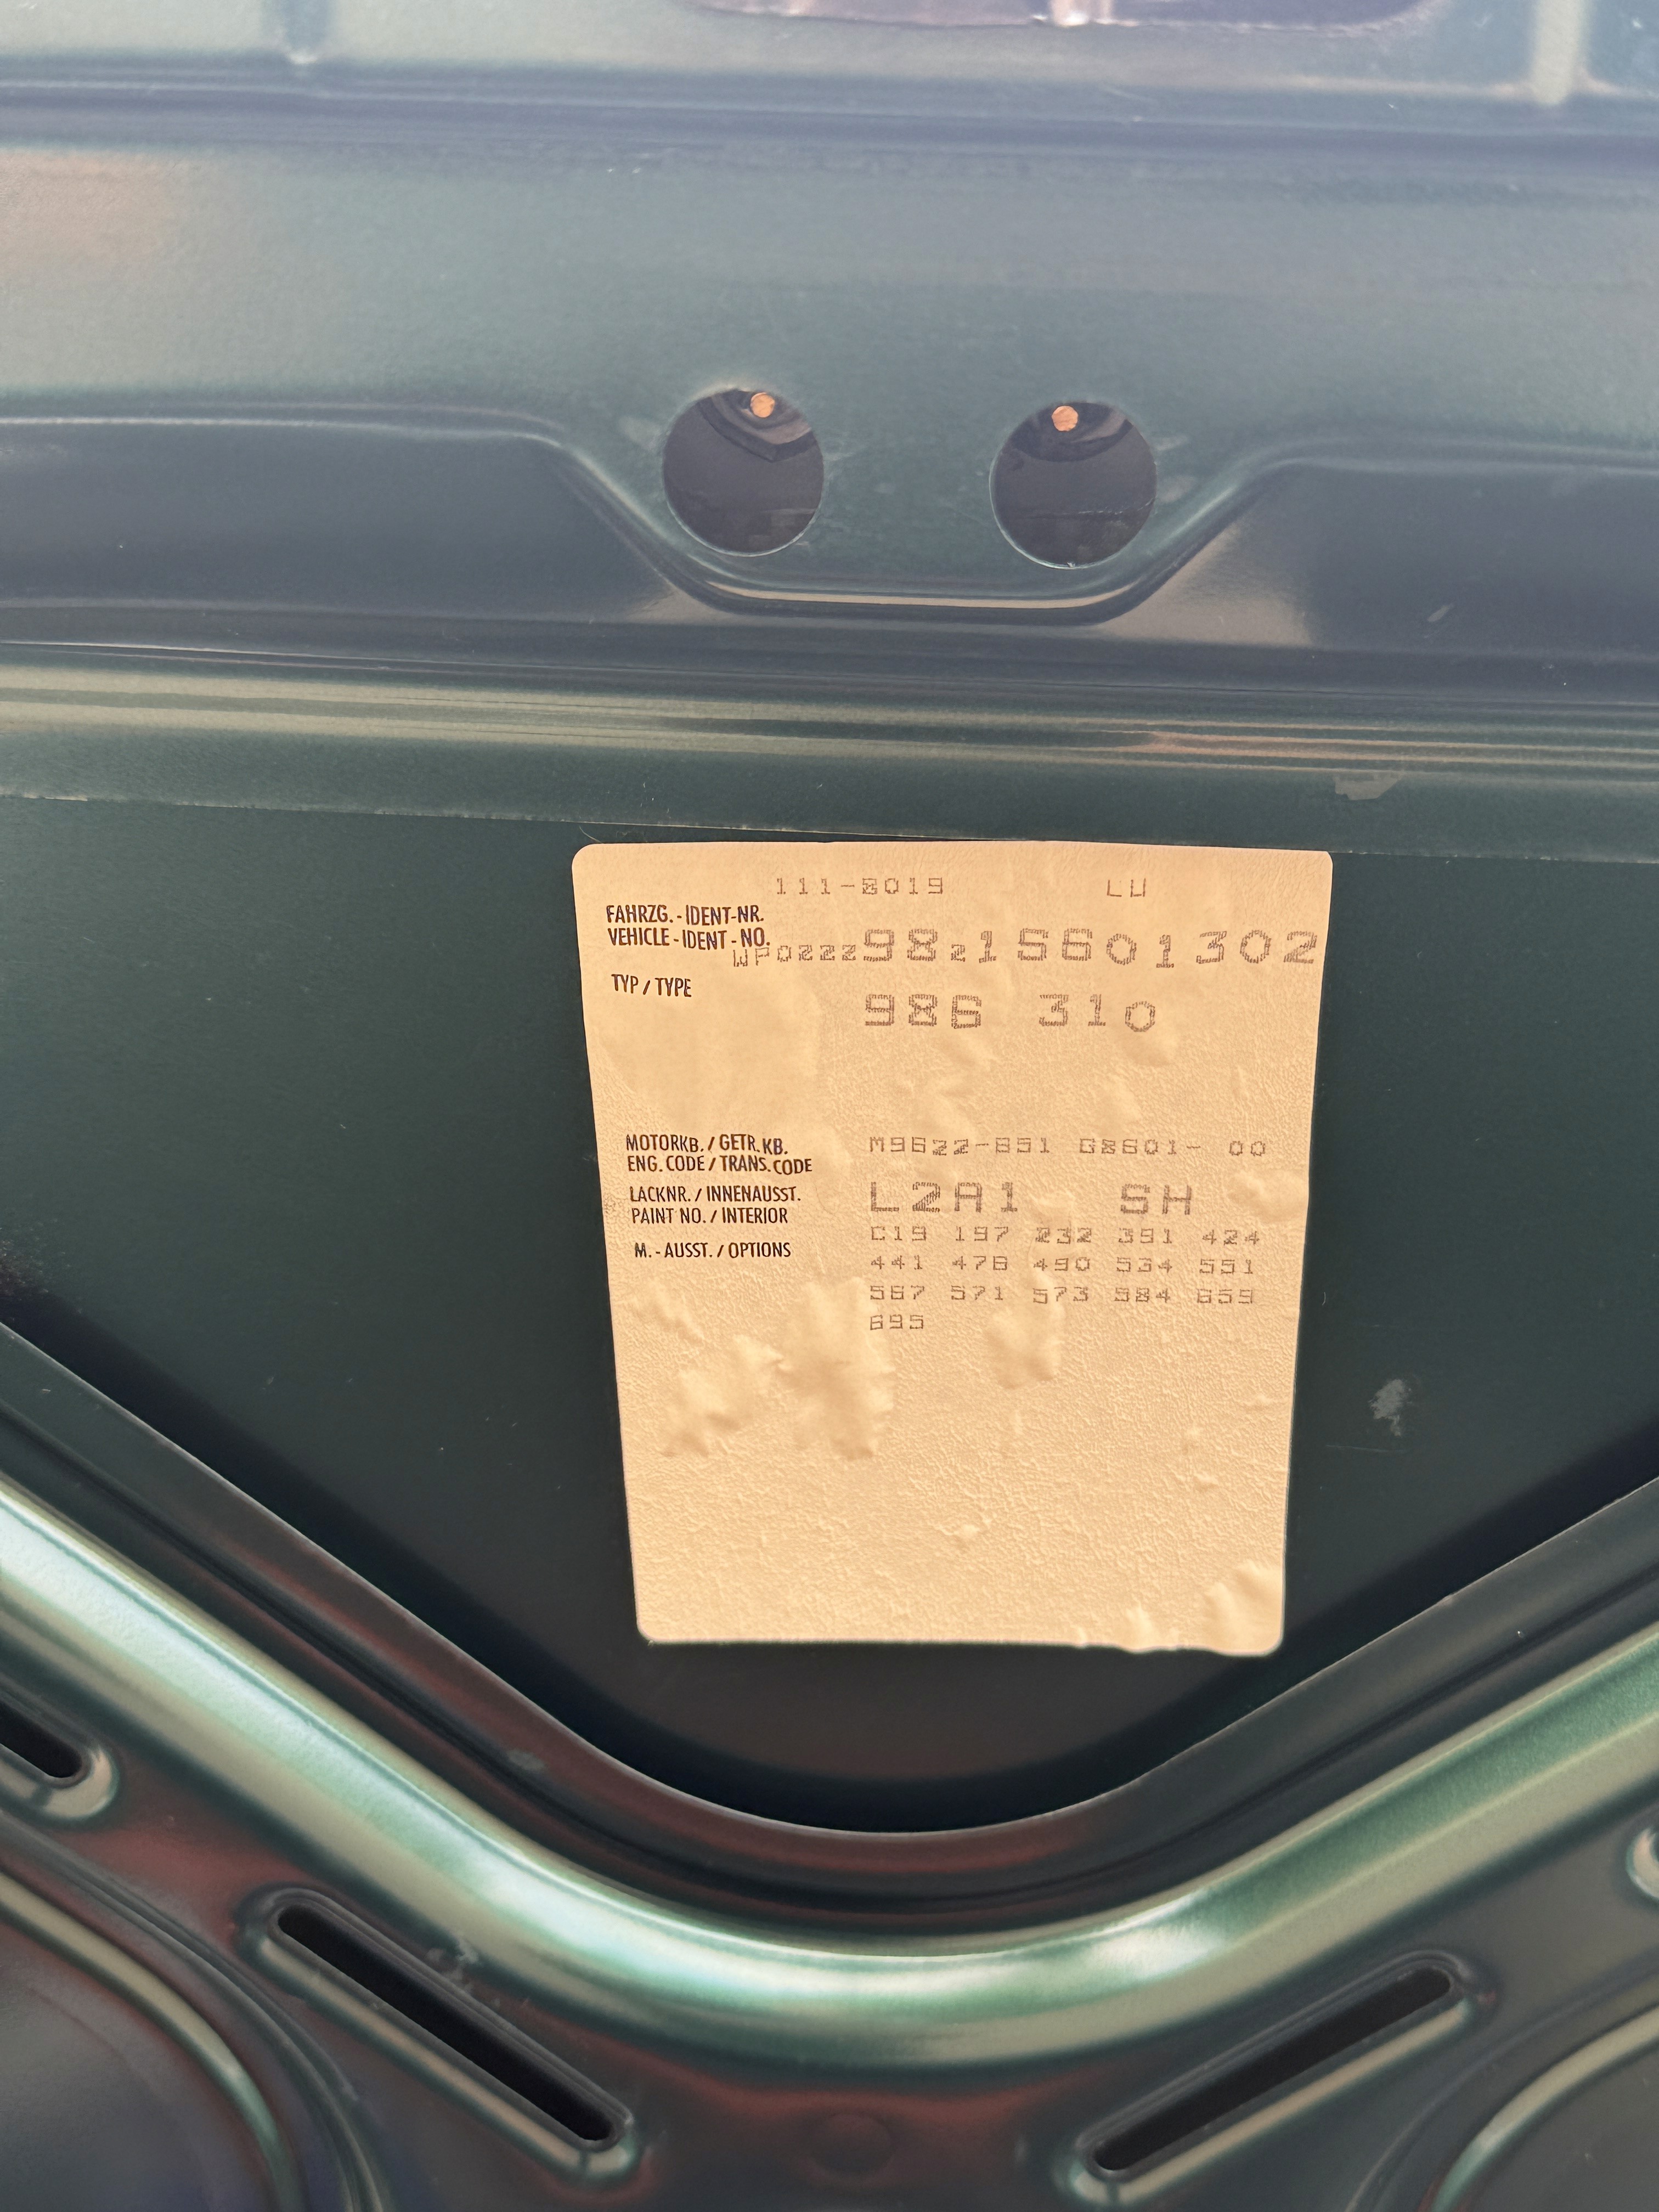 111-8019 LU
FAHRZG.-IDENT-NR.
VEHICLE-IDENT-NO. WP0ZZZ98Z1S601302
TYP/TYPE 986 310
MOTORKB./GETR.KB.
ENG.CODE/TRANS.CODE M9622-651 G8601- 00
LACKNR./INNENAUSST.
PAINT NO./INTERIOR L2A1 SH
M.-AUSST./OPTIONS C19 197 232 391 424
441 476 490 534 551
567 571 573 584 659
695